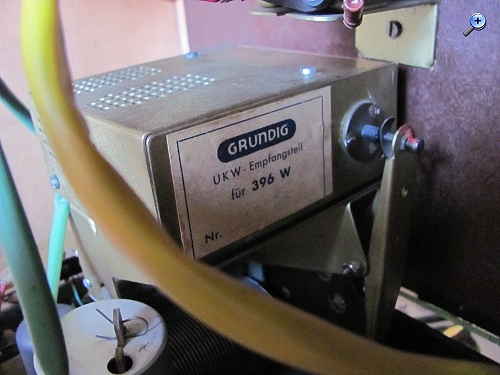 GRUNDIG
UKW-Empfangsteil
für 396 W
Nr.